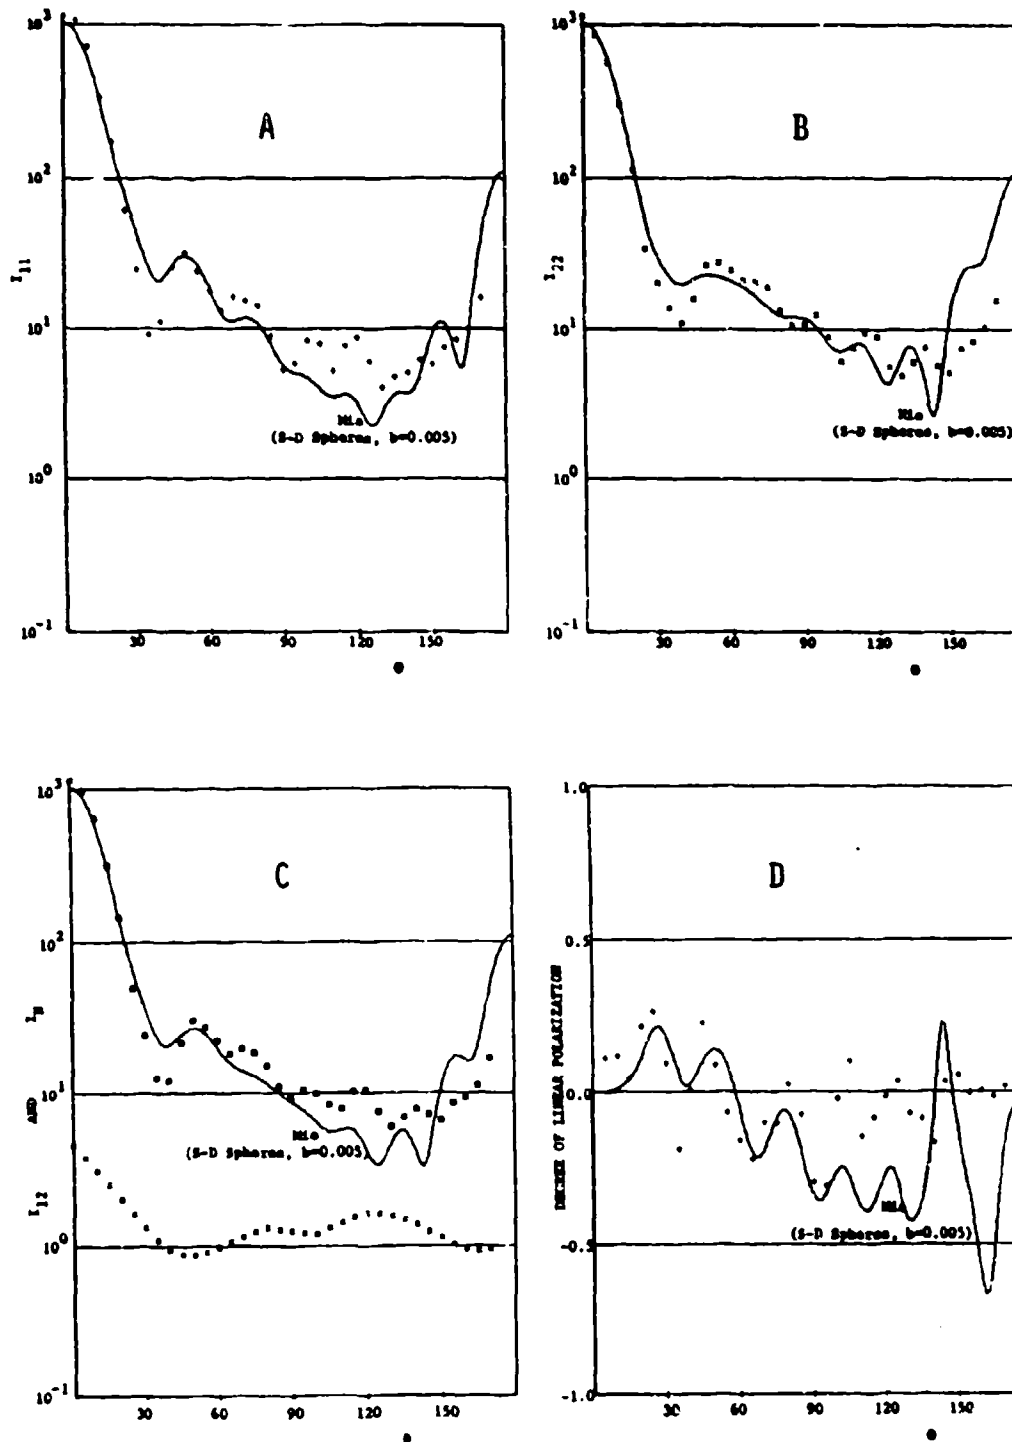 10³
10²
I₁₁
10¹
10⁰
10⁻¹
A
Mie
(S-D Spheres, b=0.005)
30 60 90 120 150
θ
10³
10²
I₂₂
10¹
10⁰
10⁻¹
B
Mie
(S-D Spheres, b=0.005)
30 60 90 120 150
θ
10³
10²
I₁₂ AND I
10¹
10⁰
10⁻¹
C
Mie
(S-D Spheres, b=0.005)
30 60 90 120 150
1.0
0.5
0.0
-0.5
-1.0
DEGREE OF LINEAR POLARIZATION
D
Mie
(S-D Spheres, b=0.005)
30 60 90 120 150
θ